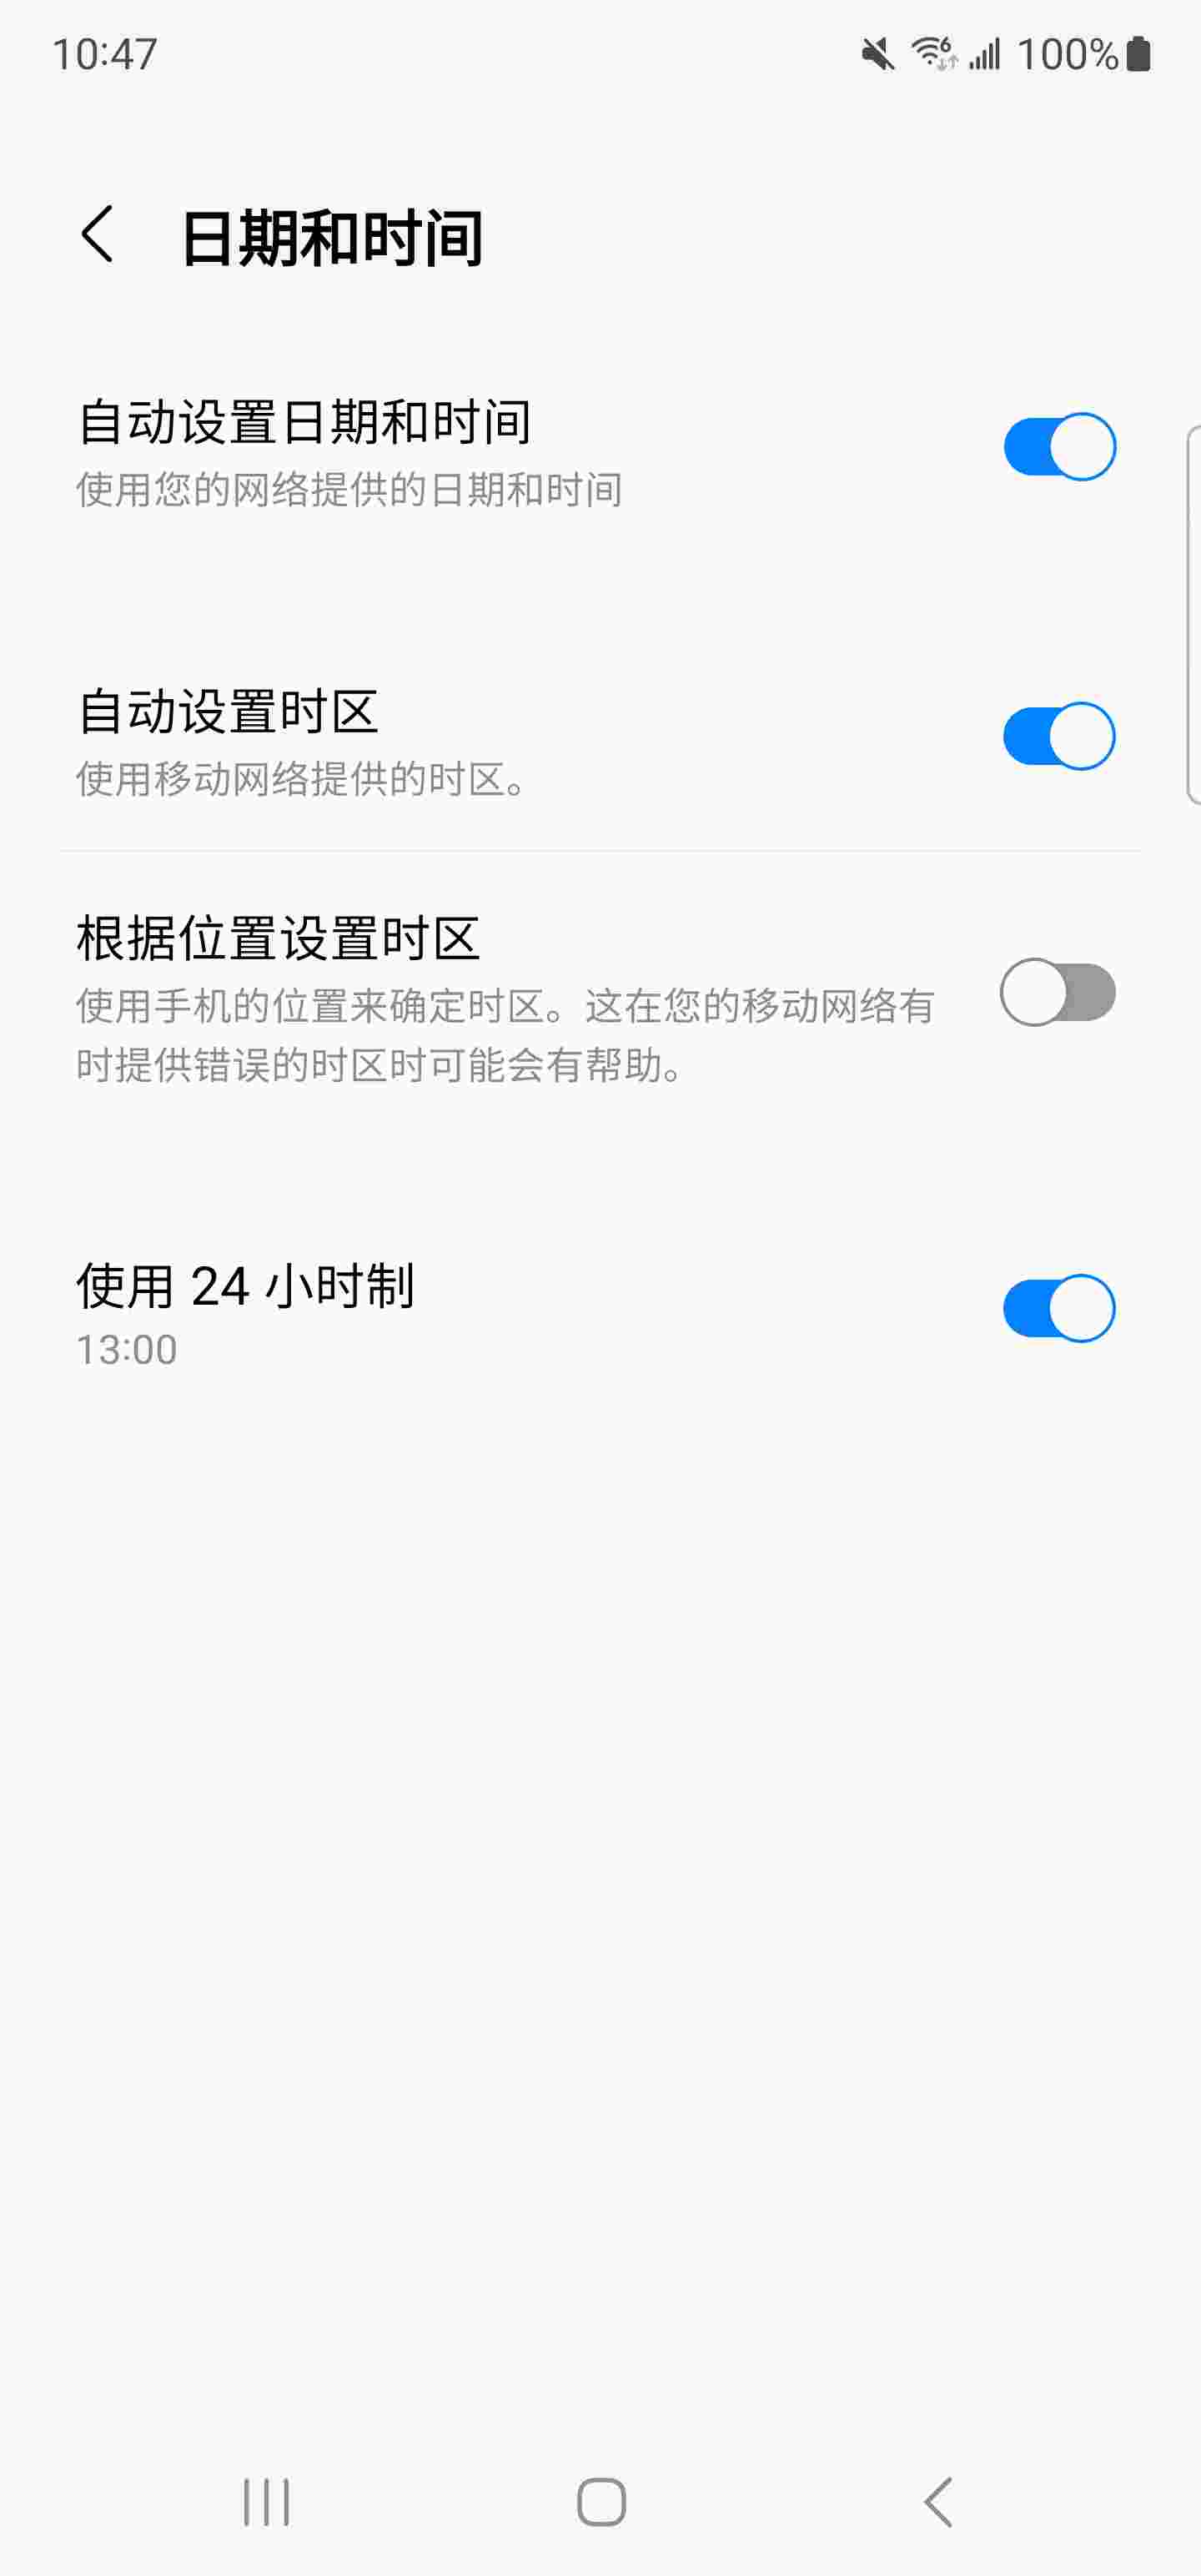 10:47
6 100%
日期和时间
自动设置日期和时间
使用您的网络提供的日期和时间
自动设置时区
使用移动网络提供的时区。
根据位置设置时区
使用手机的位置来确定时区。这在您的移动网络有
时提供错误的时区时可能会有帮助。
使用 24 小时制
13:00